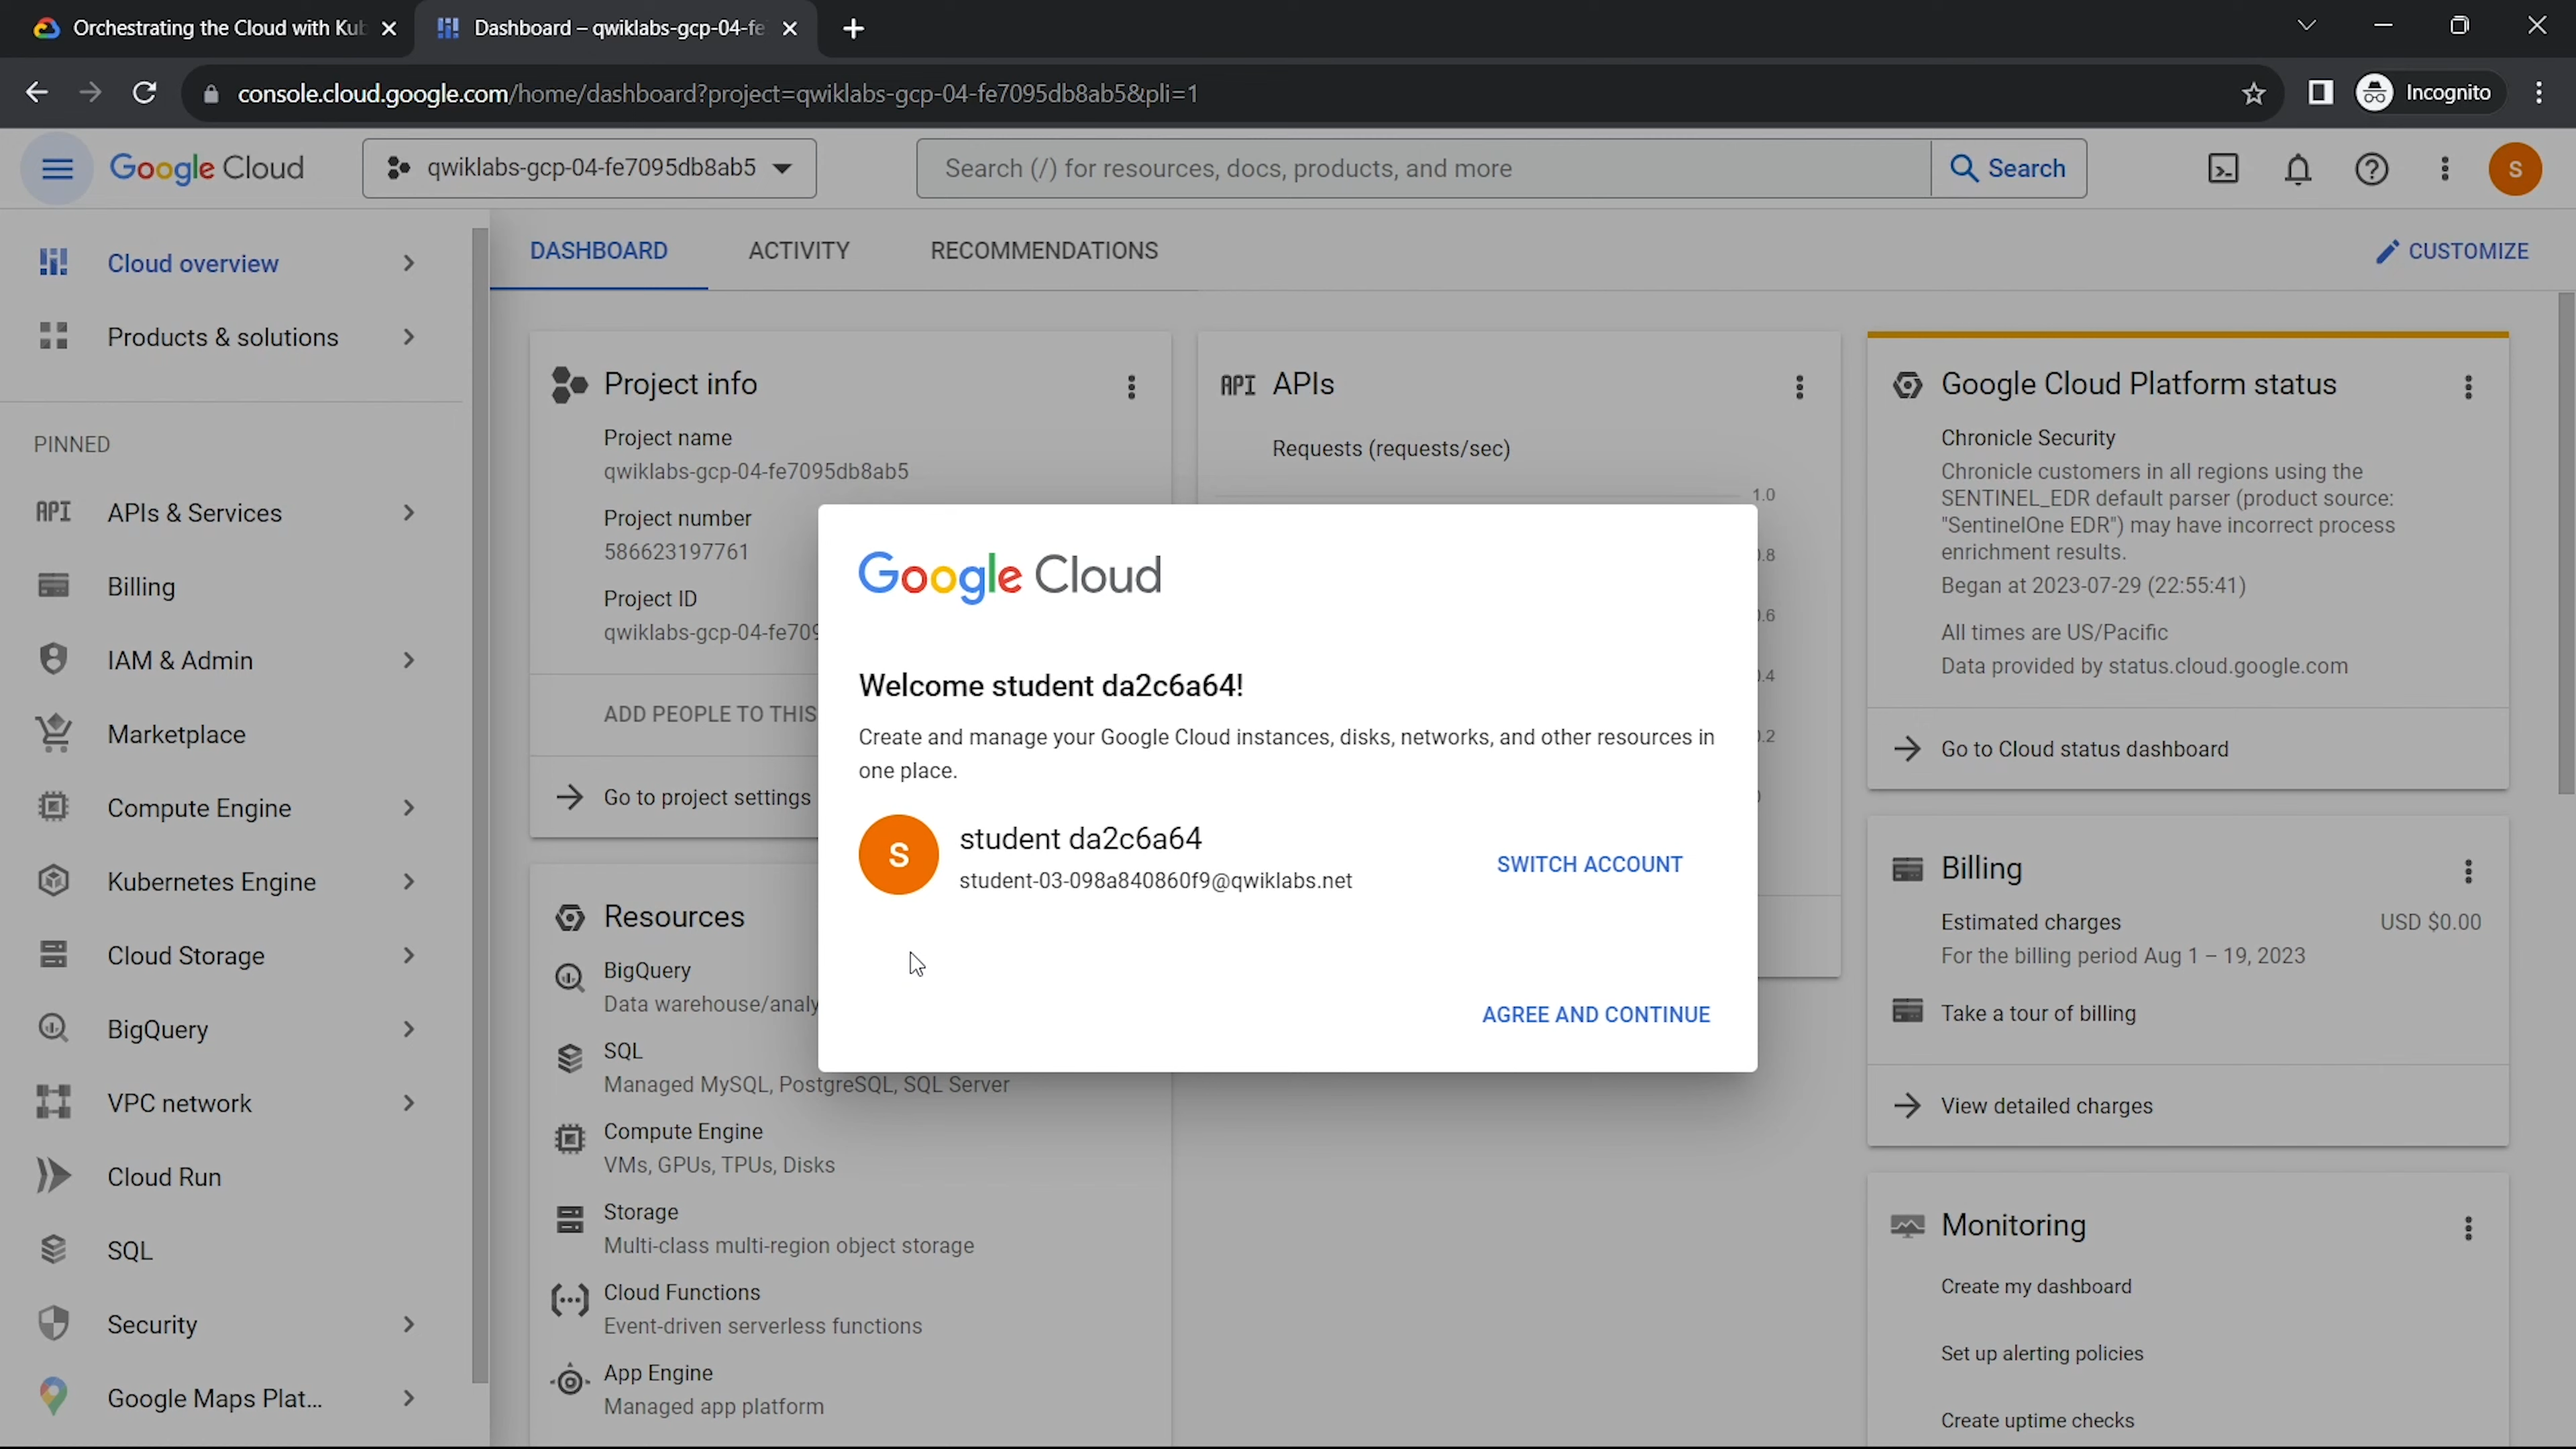 Orchestrating the Cloud with Kub
Dashboard – qwiklabs-gcp-04-fe
console.cloud.google.com/home/dashboard?project=qwiklabs-gcp-04-fe7095db8ab5&pli=1
Incognito
Google Cloud
qwiklabs-gcp-04-fe7095db8ab5
Search (/) for resources, docs, products, and more
Search
S
Cloud overview
Products & solutions
PINNED
API APIs & Services
Billing
IAM & Admin
Marketplace
Compute Engine
Kubernetes Engine
Cloud Storage
BigQuery
VPC network
Cloud Run
SQL
Security
Google Maps Plat...
DASHBOARD
ACTIVITY
RECOMMENDATIONS
CUSTOMIZE
Project info
Project name
qwiklabs-gcp-04-fe7095db8ab5
Project number
586623197761
Project ID
qwiklabs-gcp-04-fe709
ADD PEOPLE TO THIS
Go to project settings
Resources
BigQuery
Data warehouse/analy
SQL
Managed MySQL, PostgreSQL, SQL Server
Compute Engine
VMs, GPUs, TPUs, Disks
Storage
Multi-class multi-region object storage
Cloud Functions
Event-driven serverless functions
App Engine
Managed app platform
API APIs
Requests (requests/sec)
1.0
.8
.6
.4
.2
Google Cloud
Welcome student da2c6a64!
Create and manage your Google Cloud instances, disks, networks, and other resources in
one place.
S
student da2c6a64
student-03-098a840860f9@qwiklabs.net
SWITCH ACCOUNT
AGREE AND CONTINUE
Google Cloud Platform status
Chronicle Security
Chronicle customers in all regions using the
SENTINEL_EDR default parser (product source:
"SentinelOne EDR") may have incorrect process
enrichment results.
Began at 2023-07-29 (22:55:41)
All times are US/Pacific
Data provided by status.cloud.google.com
Go to Cloud status dashboard
Billing
Estimated charges USD $0.00
For the billing period Aug 1 – 19, 2023
Take a tour of billing
View detailed charges
Monitoring
Create my dashboard
Set up alerting policies
Create uptime checks